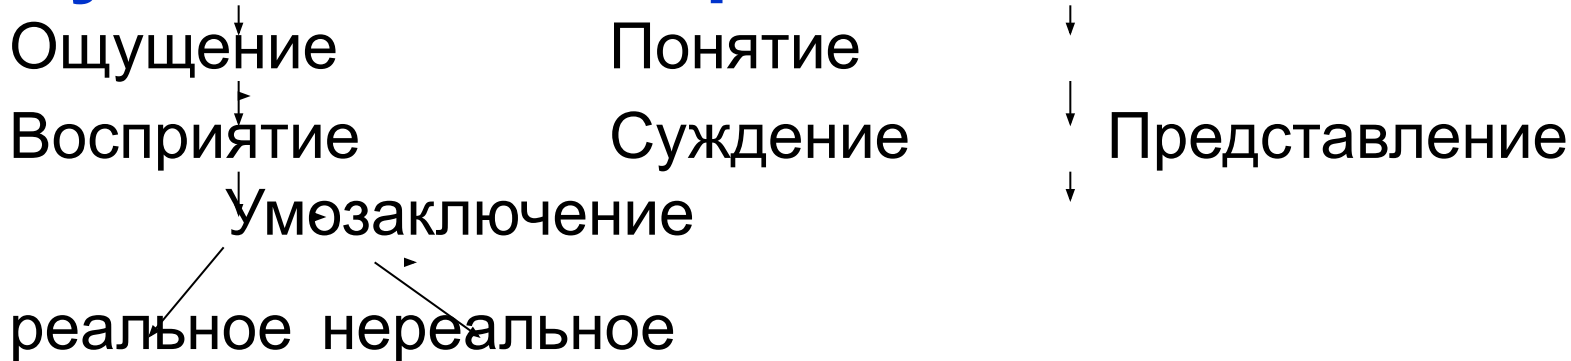 Ощущение Понятие
Восприятие Суждение Представление
Умозаключение
реальное нереальное